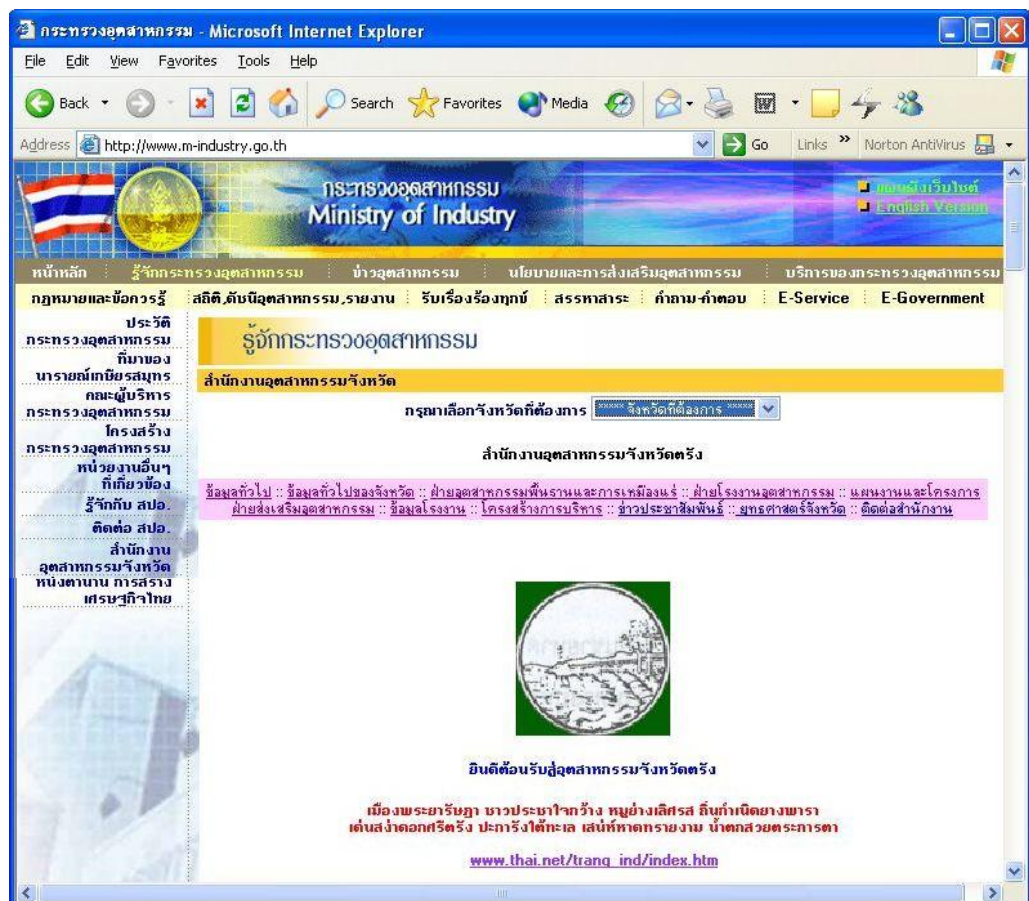 กระทรวงอุตสาหกรรม - Microsoft Internet Explorer
File Edit View Favorites Tools Help
Back Search Favorites Media
Address http://www.m-industry.go.th Go Links » Norton AntiVirus
กระทรวงอุตสาหกรรม
Ministry of Industry
แผนผังเว็บไซต์
English Version
หน้าหลัก รู้จักกระทรวงอุตสาหกรรม ข่าวอุตสาหกรรม นโยบายและการส่งเสริมอุตสาหกรรม บริการของกระทรวงอุตสาหกรรม
กฎหมายและข้อควรรู้ สถิติ,ดัชนีอุตสาหกรรม,รายงาน รับเรื่องร้องทุกข์ สรรหาสาระ คำถาม-คำตอบ E-Service E-Government
ประวัติ
กระทรวงอุตสาหกรรม
ที่มาของ
นารายณ์เกษียรสมุทร
คณะผู้บริหาร
กระทรวงอุตสาหกรรม
โครงสร้าง
กระทรวงอุตสาหกรรม
หน่วยงานอื่นๆ
ที่เกี่ยวข้อง
รู้จักกับ สปอ.
ติดต่อ สปอ.
สำนักงาน
อุตสาหกรรมจังหวัด
หนึ่งตำนาน การสร้าง
เศรษฐกิจไทย
รู้จักกระทรวงอุตสาหกรรม
สำนักงานอุตสาหกรรมจังหวัด
กรุณาเลือกจังหวัดที่ต้องการ ***** จังหวัดที่ต้องการ *****
สำนักงานอุตสาหกรรมจังหวัดตรัง
ข้อมูลทั่วไป :: ข้อมูลทั่วไปของจังหวัด :: ฝ่ายอุตสาหกรรมพื้นฐานและการเหมืองแร่ :: ฝ่ายโรงงานอุตสาหกรรม :: แผนงานและโครงการ
ฝ่ายส่งเสริมอุตสาหกรรม :: ข้อมูลโรงงาน :: โครงสร้างการบริหาร :: ข่าวประชาสัมพันธ์ :: ยุทธศาสตร์จังหวัด :: ติดต่อสำนักงาน
ยินดีต้อนรับสู่อุตสาหกรรมจังหวัดตรัง
เมืองพระยารัษฎา ชาวประชาใจกว้าง หมูย่างเลิศรส ถิ่นกำเนิดยางพารา
เด่นสง่าดอกศรีตรัง ปะการังใต้ทะเล เสน่ห์หาดทรายงาม น้ำตกสวยตระการตา
www.thai.net/trang_ind/index.htm